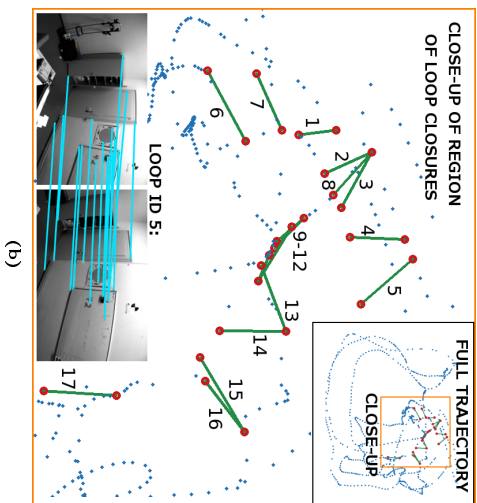 CLOSE-UP OF REGION
OF LOOP CLOSURES
FULL TRAJECTORY
CLOSE-UP
1
2
3
8
4
5
6
7
9-12
13
14
15
16
17
LOOP ID 5:
(b)